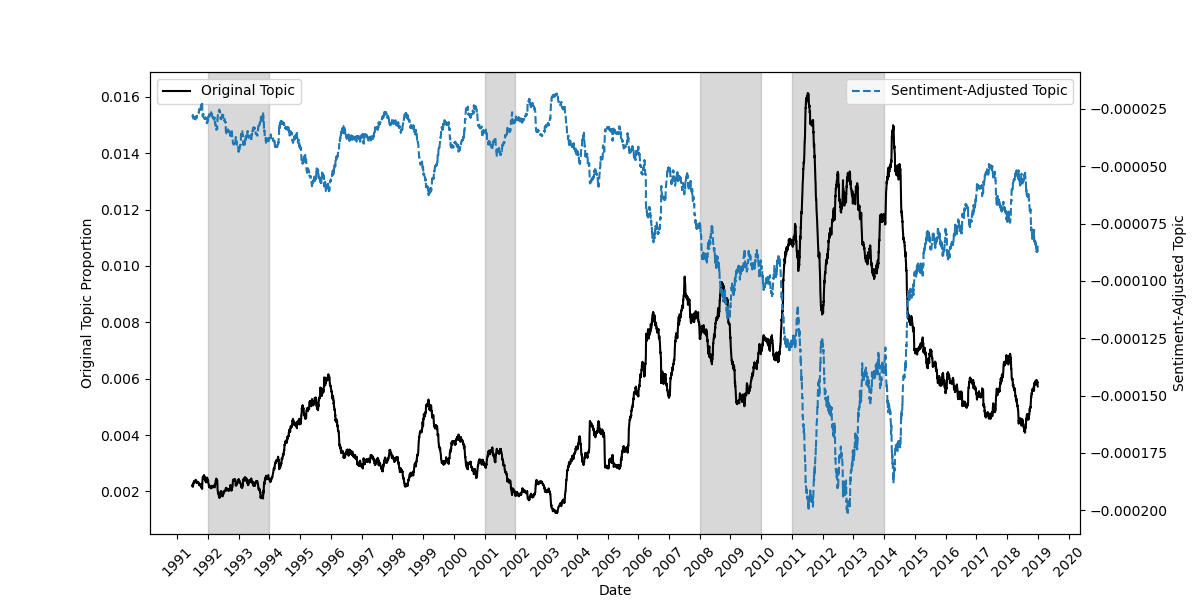 Original Topic
Sentiment-Adjusted Topic
Original Topic Proportion
0.016
0.014
0.012
0.010
0.008
0.006
0.004
0.002
−0.000025
−0.000050
−0.000075
−0.000100
−0.000125
−0.000150
−0.000175
−0.000200
Sentiment-Adjusted Topic
1991 1992 1993 1994 1995 1996 1997 1998 1999 2000 2001 2002 2003 2004 2005 2006 2007 2008 2009 2010 2011 2012 2013 2014 2015 2016 2017 2018 2019 2020
Date